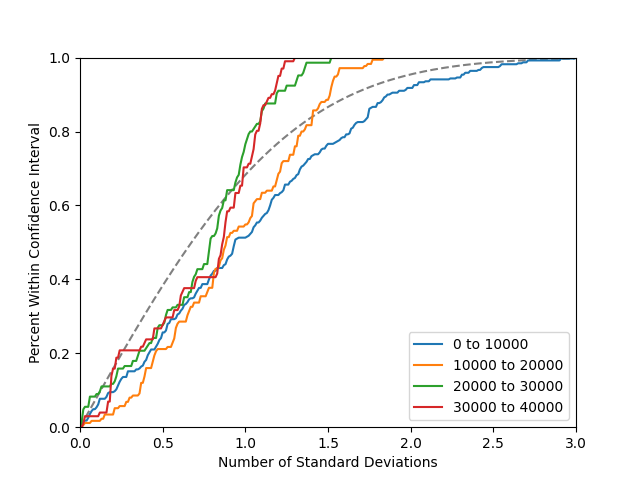 1.0
0.8
0.6
0.4
0.2
0.0
Percent Within Confidence Interval
0 to 10000
10000 to 20000
20000 to 30000
30000 to 40000
0.0 0.5 1.0 1.5 2.0 2.5 3.0
Number of Standard Deviations